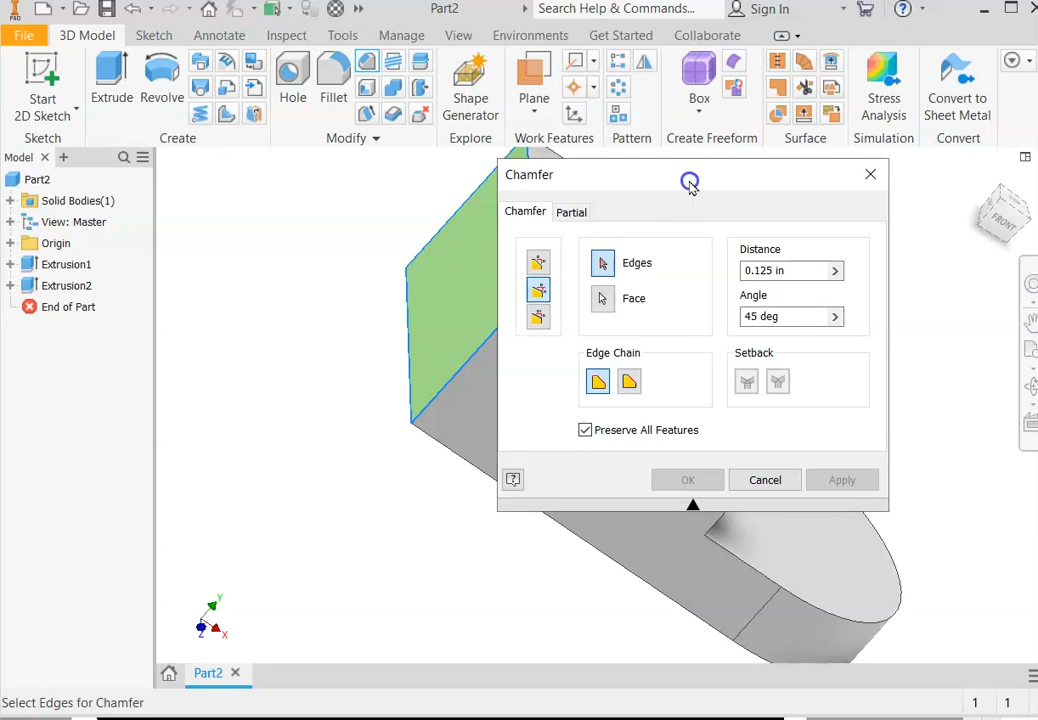 PRO
Part2
Search Help & Commands...
Sign In
File
3D Model
Sketch
Annotate
Inspect
Tools
Manage
View
Environments
Get Started
Collaborate
Start
2D Sketch
Extrude
Revolve
Hole
Fillet
Shape
Generator
Plane
Box
Stress
Analysis
Convert to
Sheet Metal
Sketch
Create
Modify
Explore
Work Features
Pattern
Create Freeform
Surface
Simulation
Convert
Model
Part2
Solid Bodies(1)
View: Master
Origin
Extrusion1
Extrusion2
End of Part
Chamfer
Chamfer
Partial
Edges
Face
Distance
0.125 in
Angle
45 deg
Edge Chain
Setback
Preserve All Features
OK
Cancel
Apply
FRONT
Y
Z
X
Part2
Select Edges for Chamfer
1
1